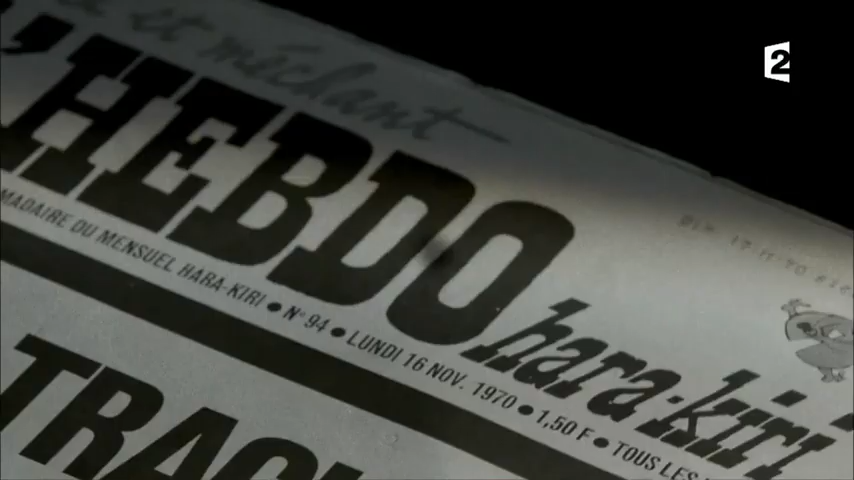 et méchant
2
L'HEBDO hara-kiri
MADAIRE DU MENSUEL HARA-KIRI ● N° 94 ● LUNDI 16 NOV. 1970 ● 1,50 F ● TOUS LES
TRAGI